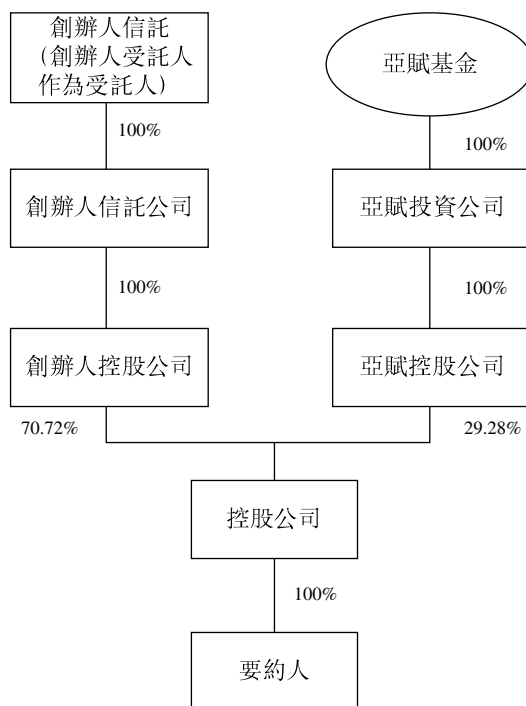 創辦人信託
（創辦人受託人
作為受託人）
亞賦基金
100%
100%
創辦人信託公司
亞賦投資公司
100%
100%
創辦人控股公司
亞賦控股公司
70.72%
29.28%
控股公司
100%
要約人